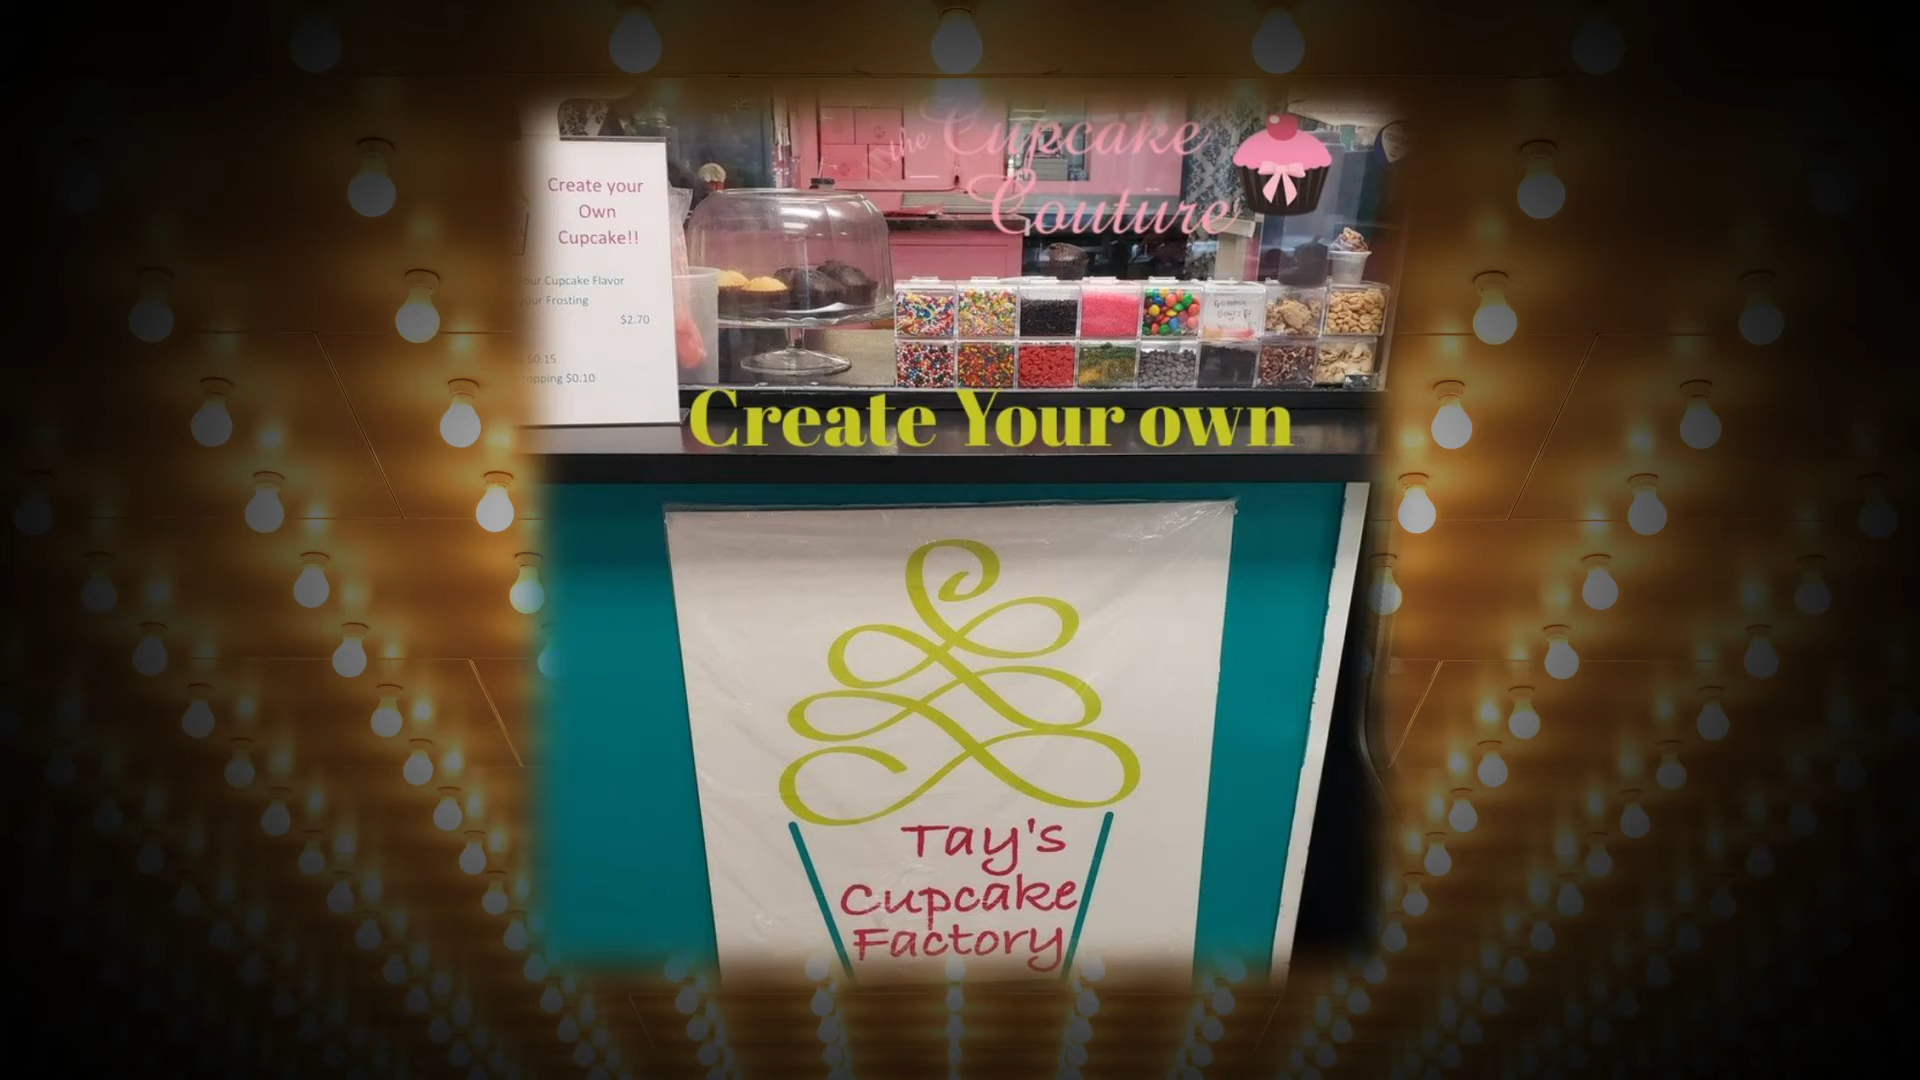 the Cupcake
Couture
Create your
Own
Cupcake!!
your Cupcake Flavor
your Frosting
$2.70
$0.15
topping $0.10
Create Your own
Tay's
Cupcake
Factory